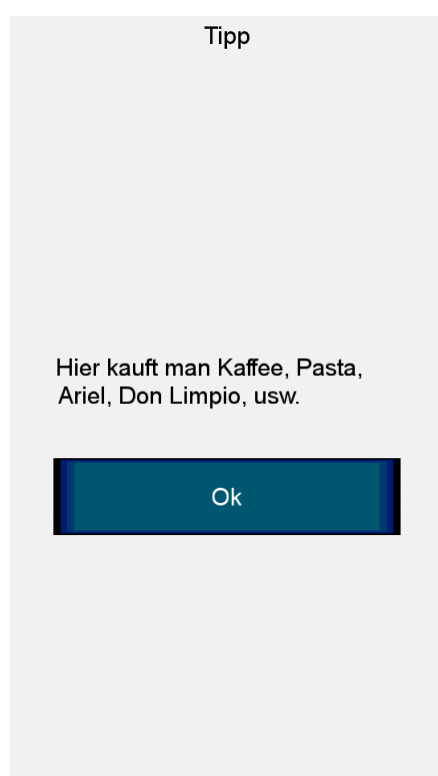 Tipp
Hier kauft man Kaffee, Pasta,
Ariel, Don Limpio, usw.
Ok